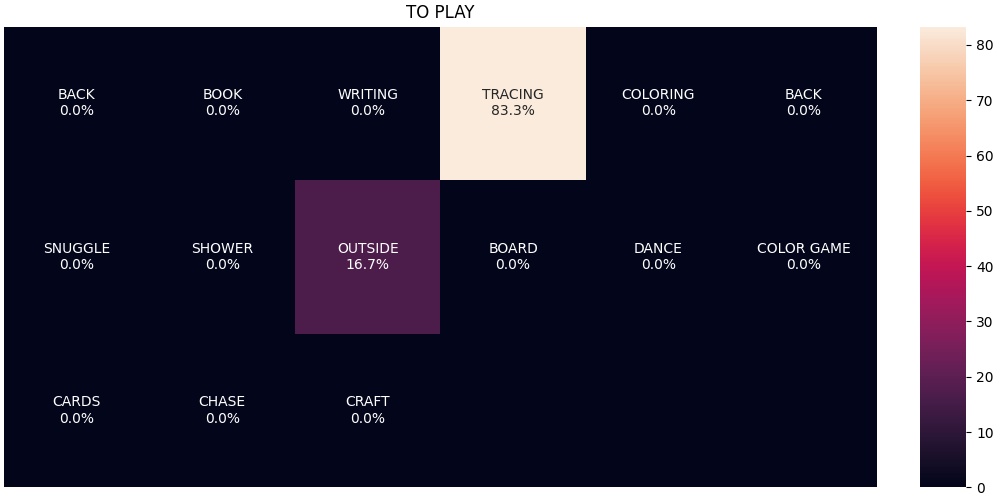 TO PLAY
BACK
0.0%
BOOK
0.0%
WRITING
0.0%
TRACING
83.3%
COLORING
0.0%
BACK
0.0%
SNUGGLE
0.0%
SHOWER
0.0%
OUTSIDE
16.7%
BOARD
0.0%
DANCE
0.0%
COLOR GAME
0.0%
CARDS
0.0%
CHASE
0.0%
CRAFT
0.0%
80
70
60
50
40
30
20
10
0